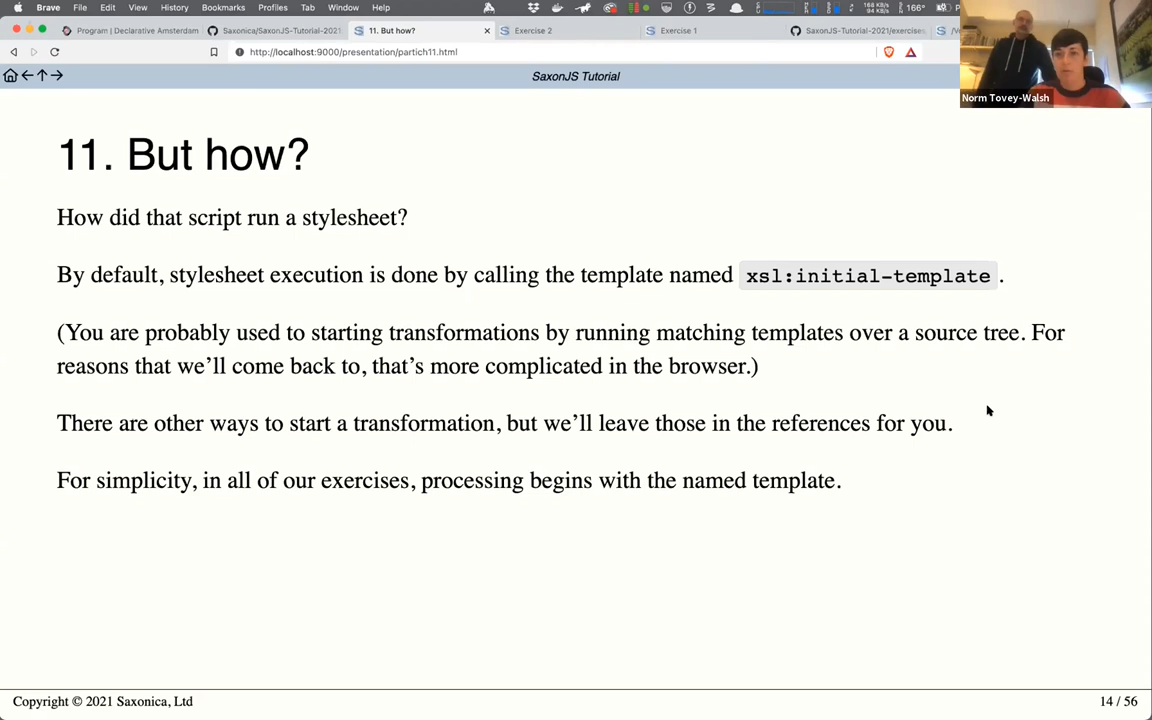 Brave File Edit View History Bookmarks Profiles Tab Window Help 166 KB/s 94 KB/s 166°
Program | Declarative Amsterdam Saxonica/SaxonJS-Tutorial-202 11. But how? Exercise 2 Exercise 1 SaxonJS-Tutorial-2021/exercises
http://localhost:9000/presentation/partich11.html
SaxonJS Tutorial
Norm Tovey-Walsh
11. But how?
How did that script run a stylesheet?
By default, stylesheet execution is done by calling the template named xsl:initial-template.
(You are probably used to starting transformations by running matching templates over a source tree. For
reasons that we’ll come back to, that’s more complicated in the browser.)
There are other ways to start a transformation, but we’ll leave those in the references for you.
For simplicity, in all of our exercises, processing begins with the named template.
Copyright © 2021 Saxonica, Ltd 14 / 56